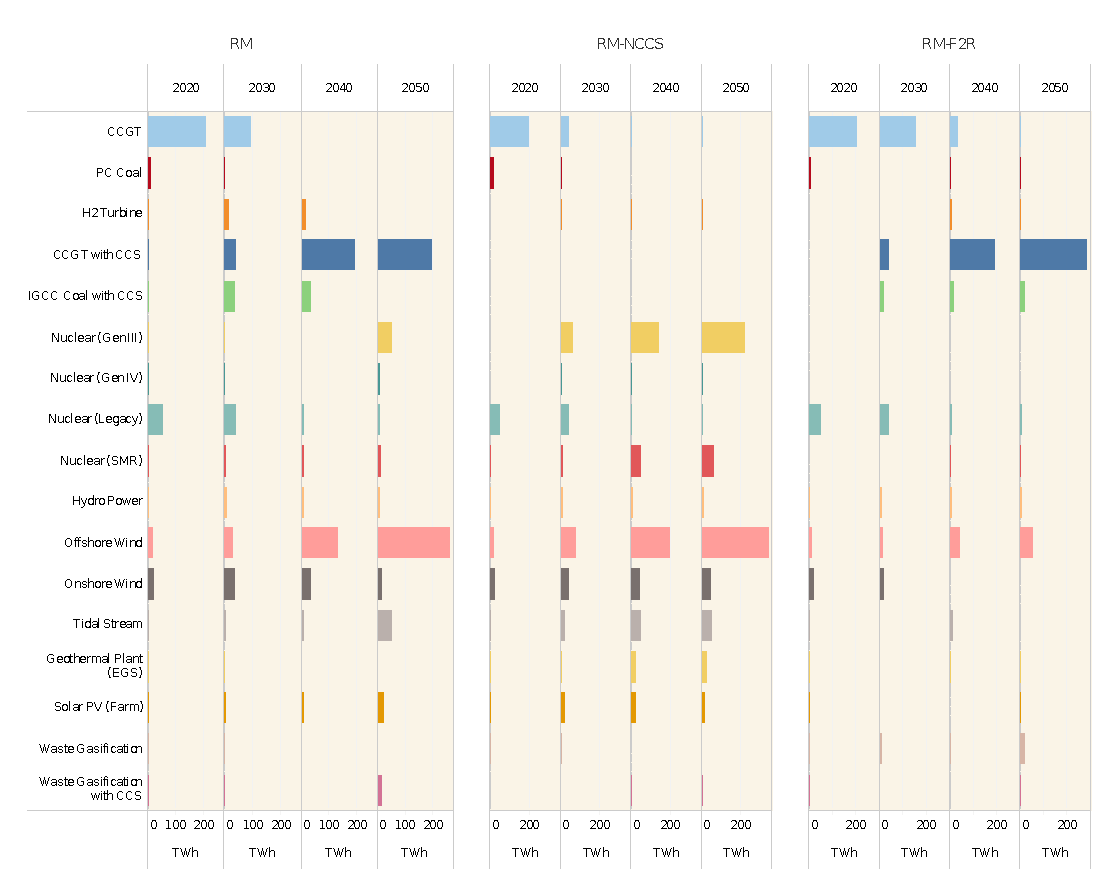 RM RM-NCCS RM-F2R
2020 2030 2040 2050 2020 2030 2040 2050 2020 2030 2040 2050
CCGT
PC Coal
H2 Turbine
CCGT with CCS
IGCC Coal with CCS
Nuclear (Gen III)
Nuclear (Gen IV)
Nuclear (Legacy)
Nuclear (SMR)
Hydro Power
Offshore Wind
Onshore Wind
Tidal Stream
Geothermal Plant
(EGS)
Solar PV (Farm)
Waste Gasification
Waste Gasification
with CCS
0 100 200 0 100 200 0 100 200 0 100 200 0 200 0 200 0 200 0 200 0 200 0 200 0 200 0 200
TWh TWh TWh TWh TWh TWh TWh TWh TWh TWh TWh TWh